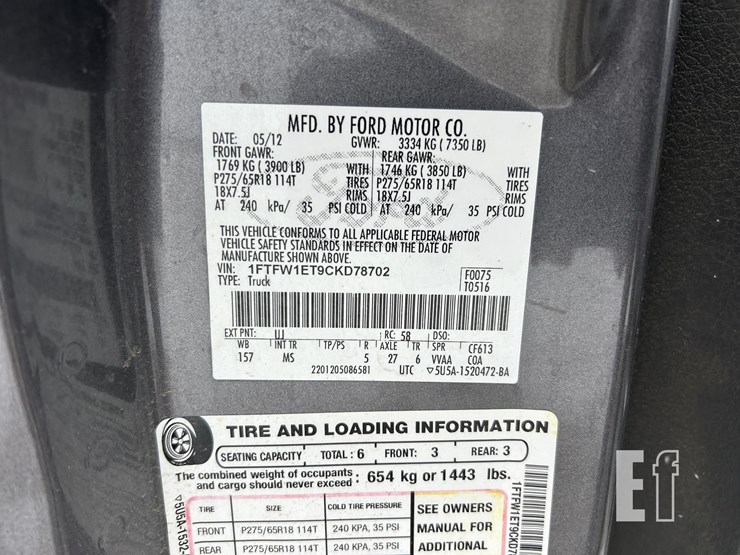 MFD. BY FORD MOTOR CO.
DATE: 05/12 GVWR: 3334 KG ( 7350 LB)
FRONT GAWR: REAR GAWR:
1769 KG ( 3900 LB) WITH 1746 KG ( 3850 LB) WITH
P275/65R18 114T TIRES P275/65R18 114T TIRES
18X7.5J RIMS 18X7.5J RIMS
AT 240 kPa/ 35 PSI COLD AT 240 kPa/ 35 PSI COLD
THIS VEHICLE CONFORMS TO ALL APPLICABLE FEDERAL MOTOR
VEHICLE SAFETY STANDARDS IN EFFECT ON THE DATE OF
MANUFACTURE SHOWN ABOVE.
VIN: 1FTFW1ET9CKD78702 F0075
TYPE: Truck T0516
EXT PNT: UJ RC: 58 DSO:
WB INT TR TP/PS R AXLE TR SPR CF613
157 MS 5 27 6 VVAA COA
2201205086581 UTC ▽5U5A-1520472-BA
TIRE AND LOADING INFORMATION
SEATING CAPACITY TOTAL: 6 FRONT: 3 REAR: 3
The combined weight of occupants and cargo should never exceed: 654 kg or 1443 lbs.
TIRE SIZE COLD TIRE PRESSURE
FRONT P275/65R18 114T 240 KPA, 35 PSI
REAR P275/65R18 114T 240 KPA, 35 PSI
SEE OWNERS
MANUAL FOR
ADDITIONAL
Ef